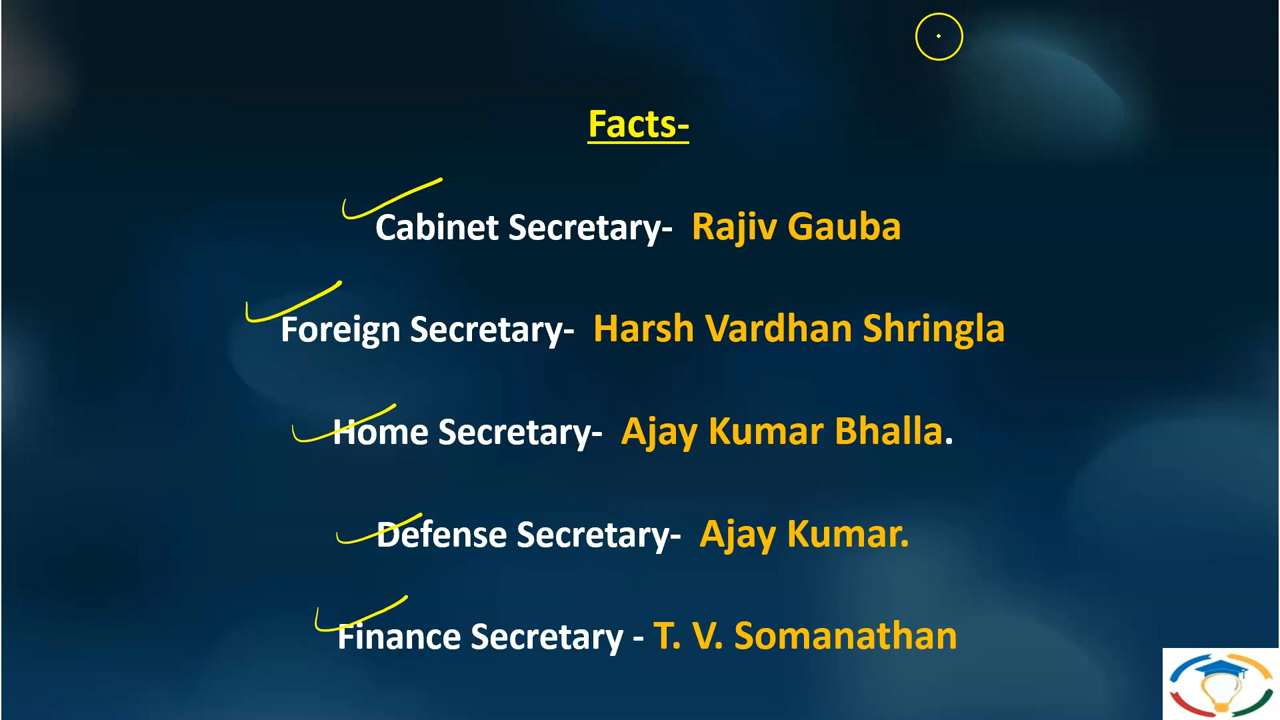 Facts-
Cabinet Secretary- Rajiv Gauba
Foreign Secretary- Harsh Vardhan Shringla
Home Secretary- Ajay Kumar Bhalla.
Defense Secretary- Ajay Kumar.
Finance Secretary - T. V. Somanathan